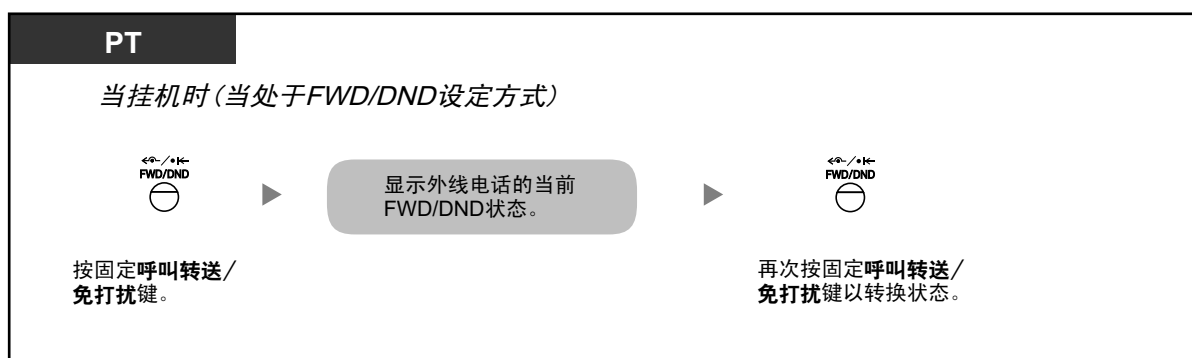 PT
当挂机时（当处于FWD/DND设定方式）
FWD/DND
显示外线电话的当前
FWD/DND状态。
FWD/DND
按固定呼叫转送/
免打扰键。
再次按固定呼叫转送/
免打扰键以转换状态。